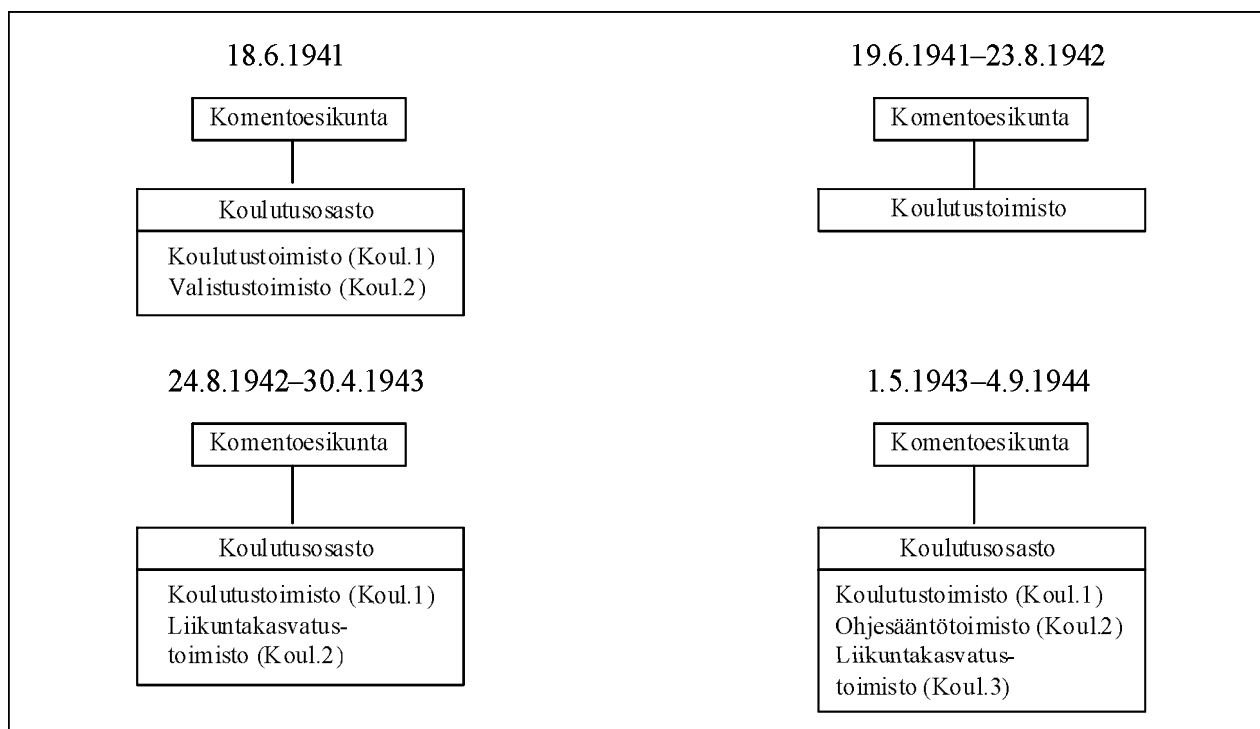 18.6.1941
Komentoesikunta
Koulutusosasto
Koulutustoimisto (Koul.1)
Valistustoimisto (Koul.2)
19.6.1941–23.8.1942
Komentoesikunta
Koulutustoimisto
24.8.1942–30.4.1943
Komentoesikunta
Koulutusosasto
Koulutustoimisto (Koul.1)
Liikuntakasvatus-
toimisto (Koul.2)
1.5.1943–4.9.1944
Komentoesikunta
Koulutusosasto
Koulutustoimisto (Koul.1)
Ohjesääntötoimisto (Koul.2)
Liikuntakasvatus-
toimisto (Koul.3)